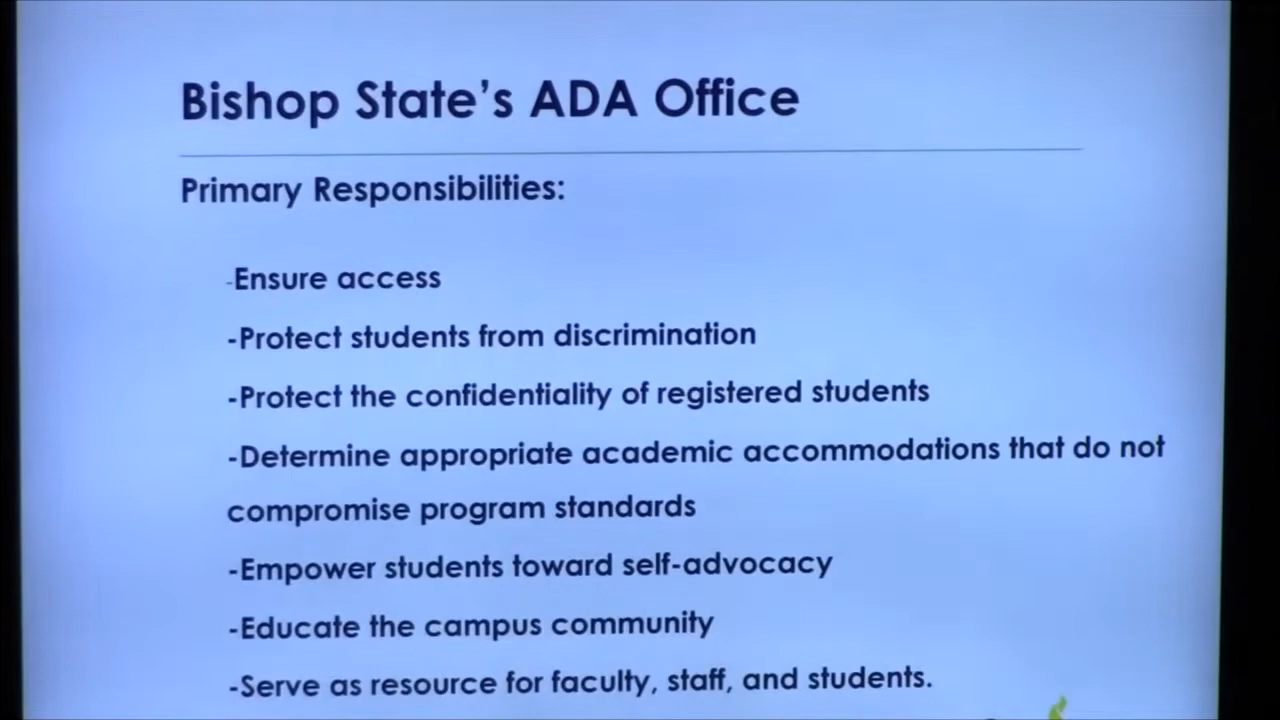 Bishop State's ADA Office
Primary Responsibilities:
-Ensure access
-Protect students from discrimination
-Protect the confidentiality of registered students
-Determine appropriate academic accommodations that do not
compromise program standards
-Empower students toward self-advocacy
-Educate the campus community
-Serve as resource for faculty, staff, and students.